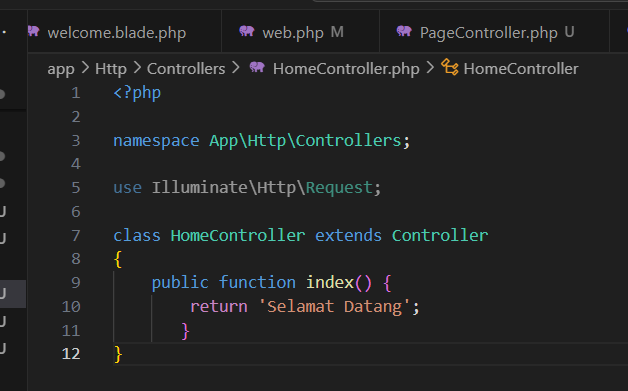 welcome.blade.php web.php M PageController.php U
app > Http > Controllers > HomeController.php > HomeController
1 <?php
2
3 namespace App\Http\Controllers;
4
5 use Illuminate\Http\Request;
6
7 class HomeController extends Controller
8 {
9 public function index() {
10 return 'Selamat Datang';
11 }
12 }